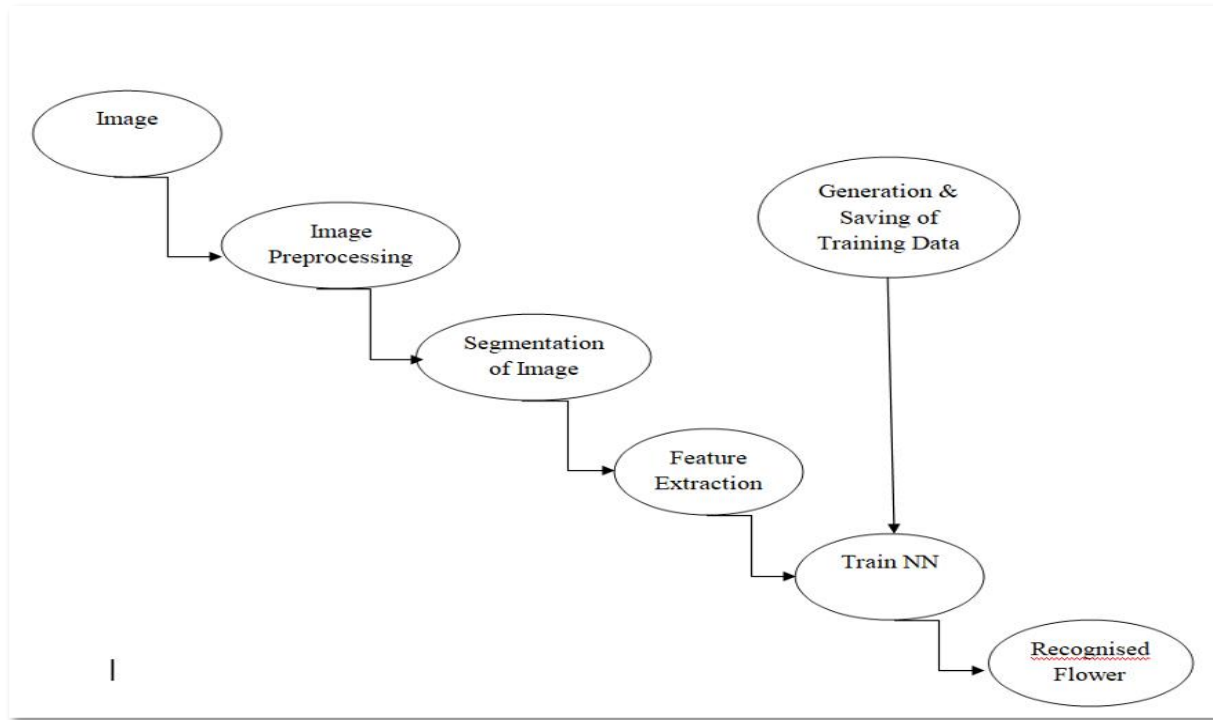 Image
Generation &
Saving of
Training Data
Image
Preprocessing
Segmentation
of Image
Feature
Extraction
Train NN
Recognised
Flower